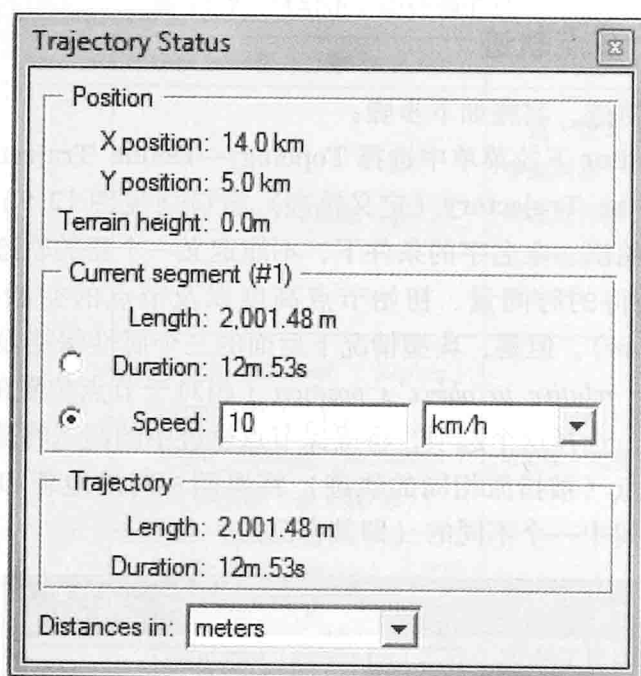 Trajectory Status
Position
X position: 14.0 km
Y position: 5.0 km
Terrain height: 0.0m
Current segment (#1)
Length: 2,001.48 m
Duration: 12m.53s
Speed: 10 km/h
Trajectory
Length: 2,001.48 m
Duration: 12m.53s
Distances in: meters